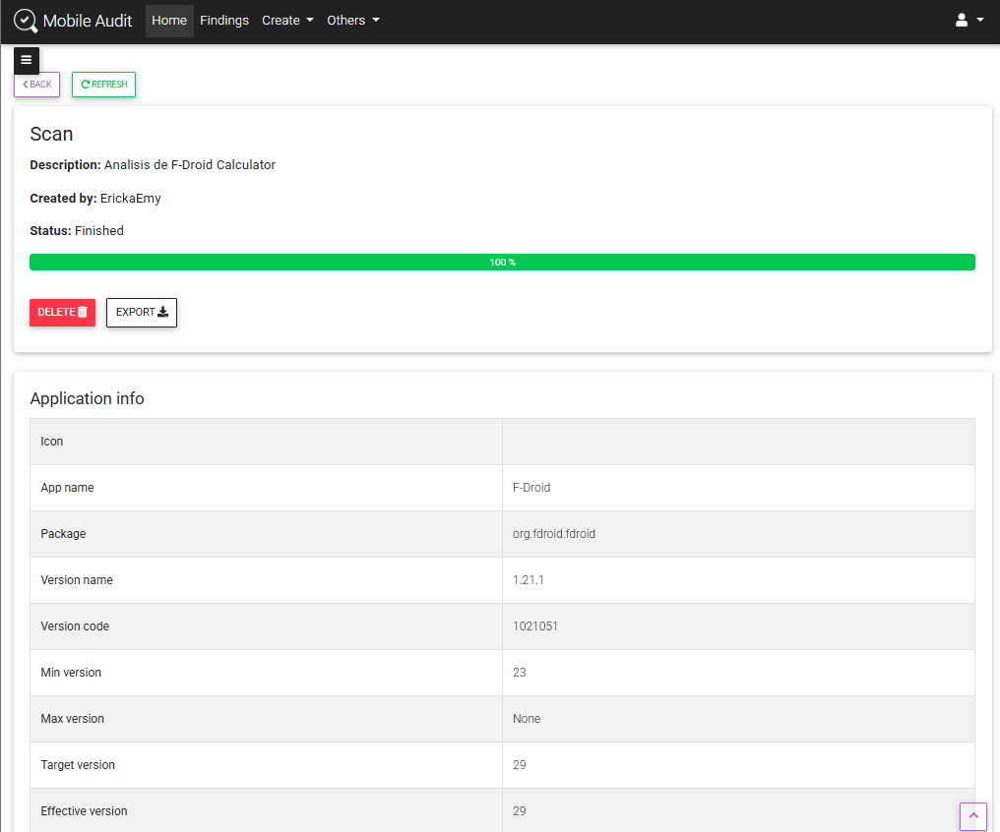 Mobile Audit Home Findings Create Others
BACK REFRESH
Scan
Description: Analisis de F-Droid Calculator
Created by: ErickaEmy
Status: Finished
100 %
DELETE EXPORT
Application info
Icon
App name F-Droid
Package org.fdroid.fdroid
Version name 1.21.1
Version code 1021051
Min version 23
Max version None
Target version 29
Effective version 29